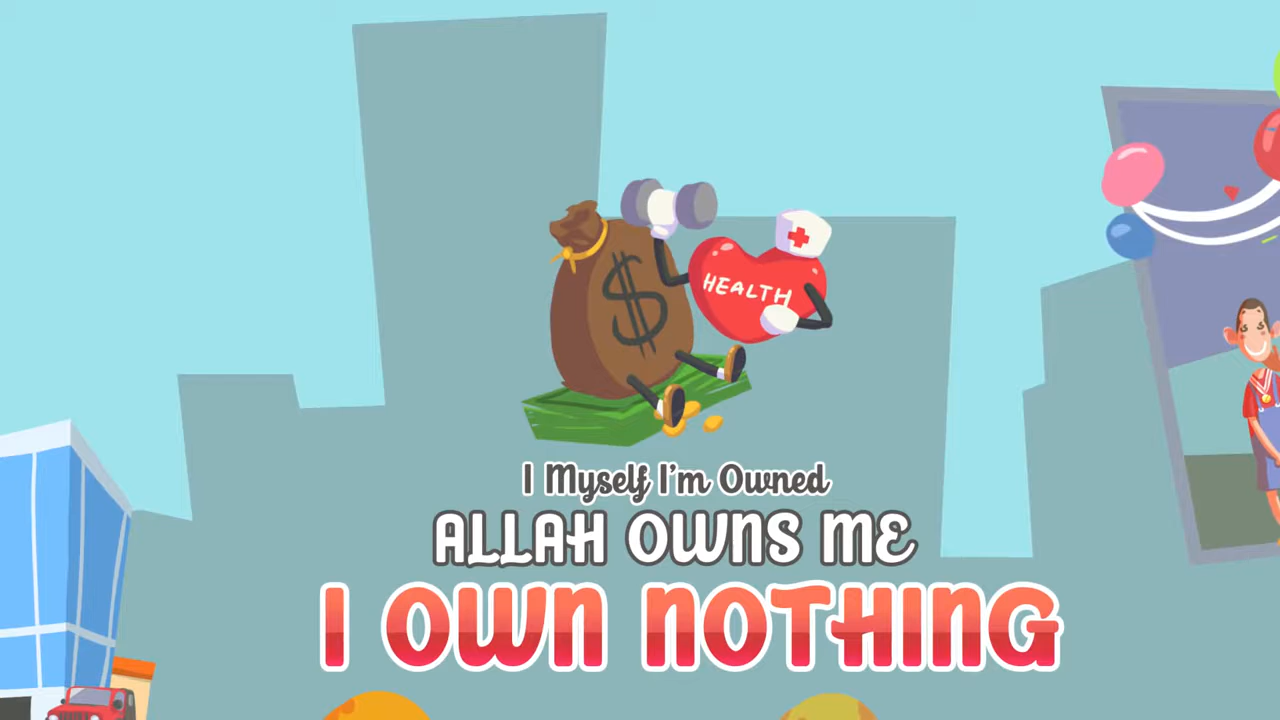 $
HEALTH
I Myself I'm Owned
ALLAH OWNS ME
I OWN NOTHING